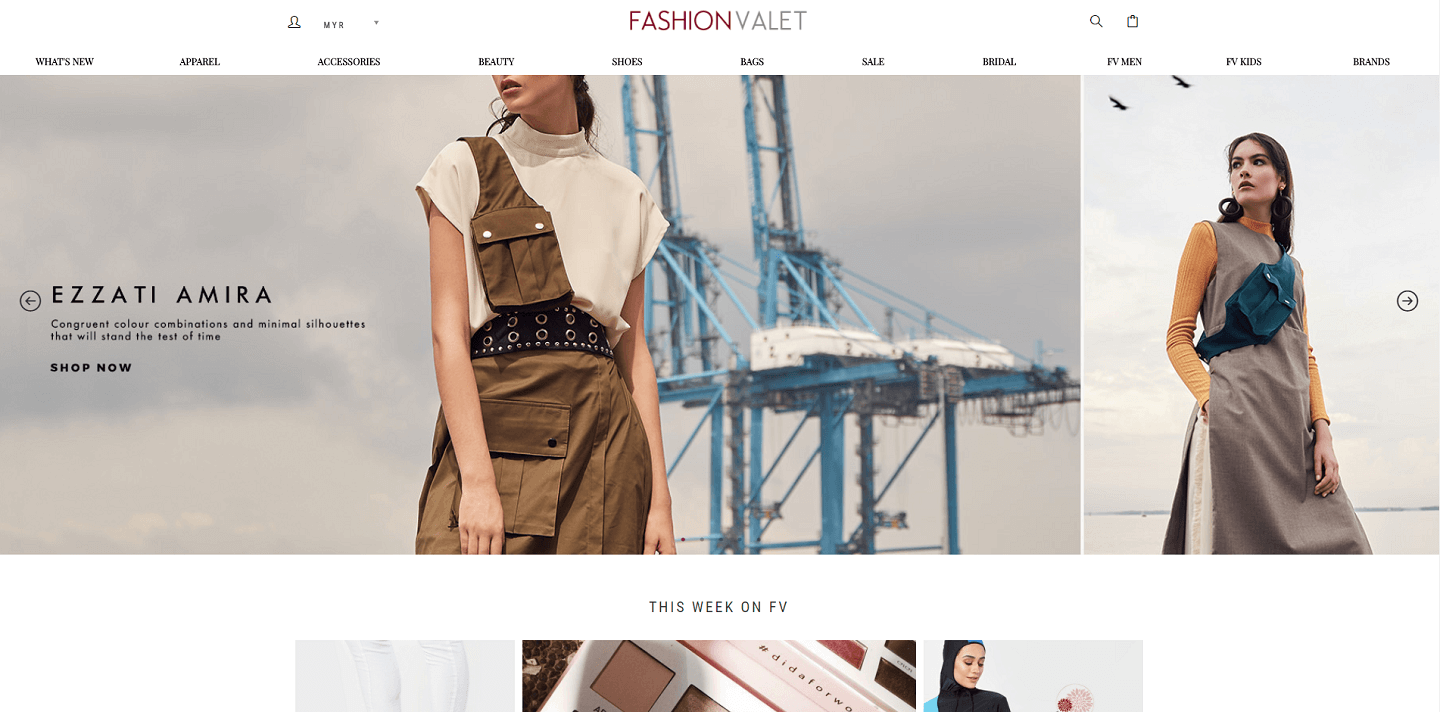 MYR
FASHIONVALET
WHAT'S NEW
APPAREL
ACCESSORIES
BEAUTY
SHOES
BAGS
SALE
BRIDAL
FV MEN
FV KIDS
BRANDS
EZZATI AMIRA
Congruent colour combinations and minimal silhouettes
that will stand the test of time
SHOP NOW
THIS WEEK ON FV
#didaforwo